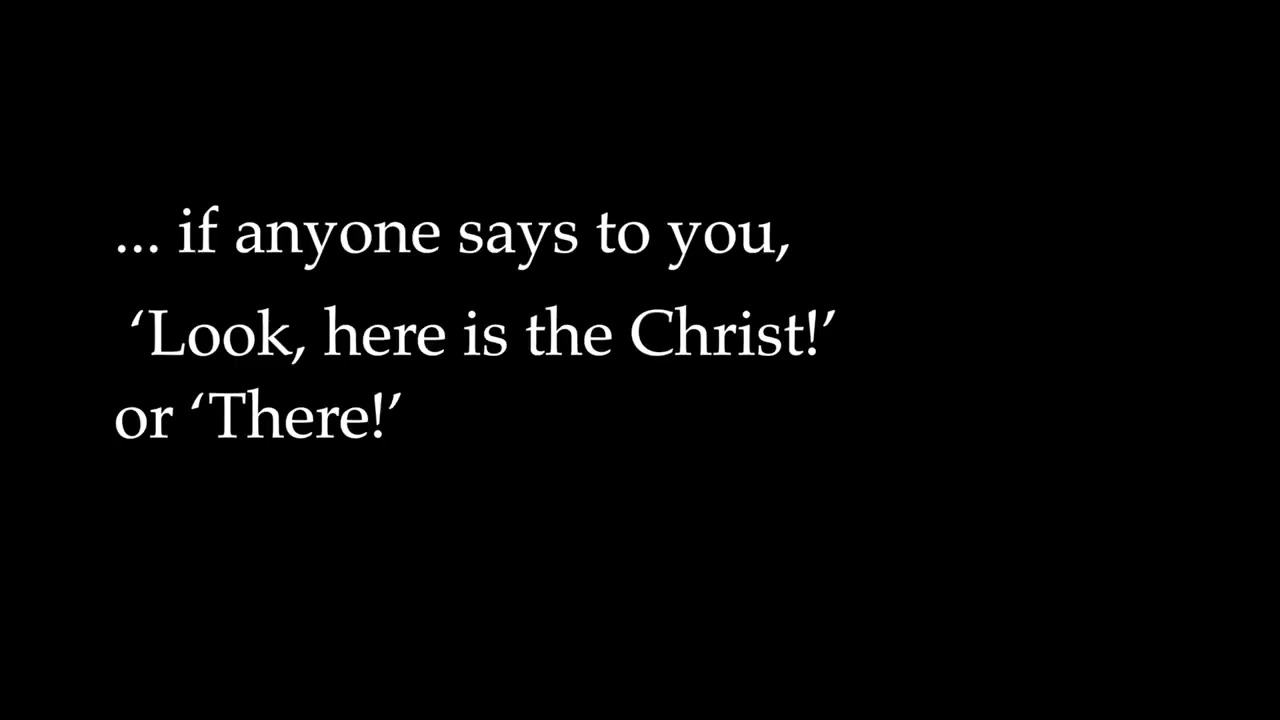 ... if anyone says to you,
‘Look, here is the Christ!’
or ‘There!’